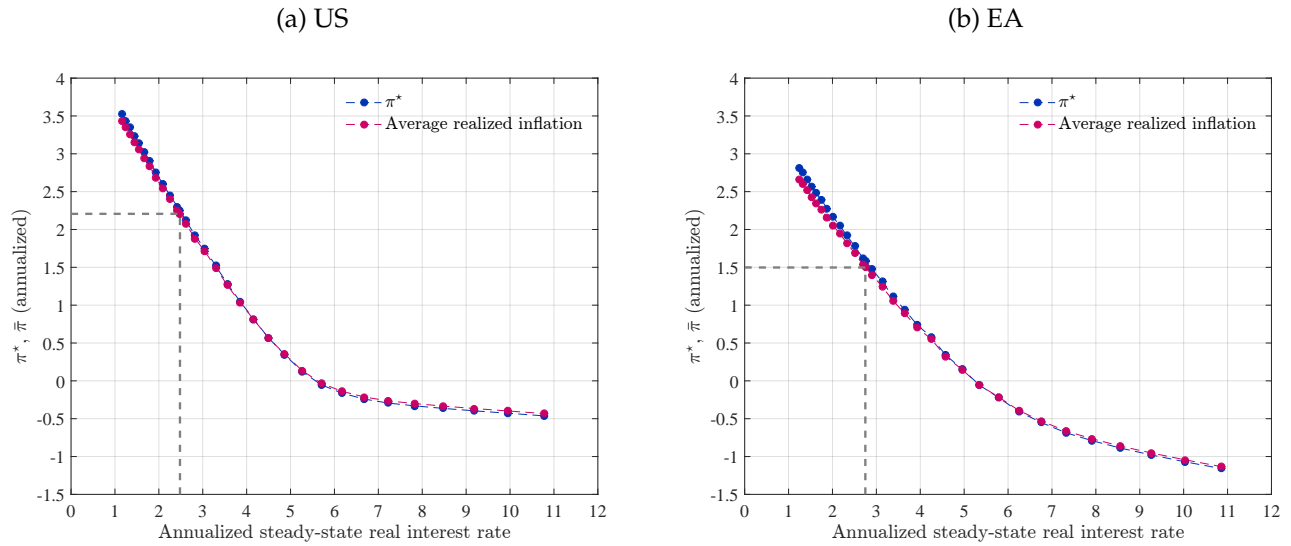 (a) US
4
3.5
3
2.5
2
1.5
1
0.5
0
-0.5
-1
-1.5
π*, π̄ (annualized)
π*
Average realized inflation
0 1 2 3 4 5 6 7 8 9 10 11 12
Annualized steady-state real interest rate
(b) EA
4
3.5
3
2.5
2
1.5
1
0.5
0
-0.5
-1
-1.5
π*, π̄ (annualized)
π*
Average realized inflation
0 1 2 3 4 5 6 7 8 9 10 11 12
Annualized steady-state real interest rate